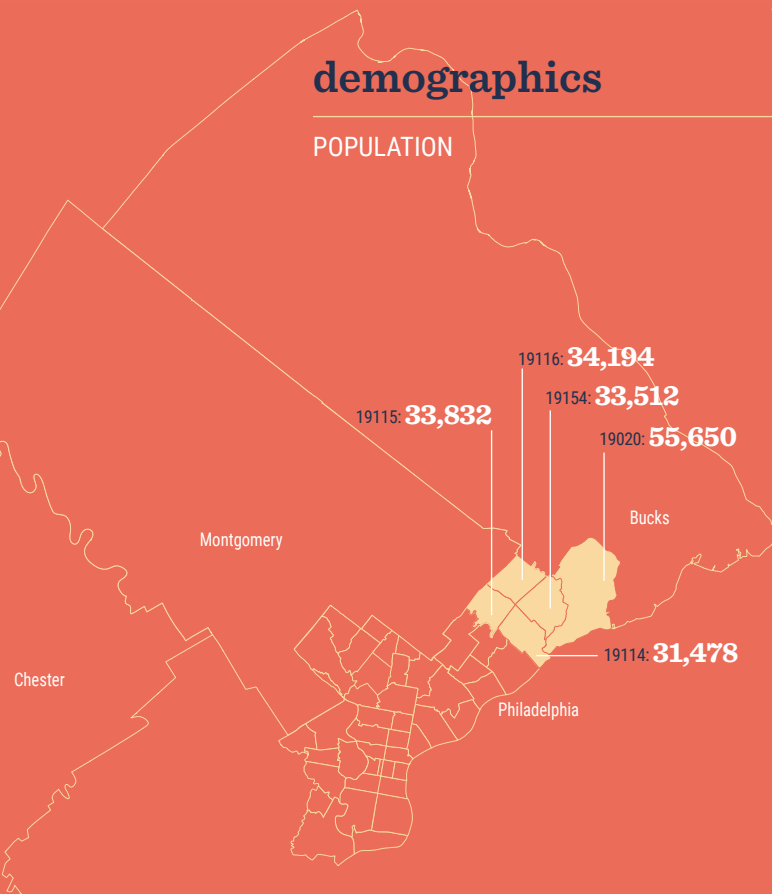 demographics
POPULATION
19116: 34,194
19154: 33,512
19115: 33,832
19020: 55,650
Bucks
Montgomery
19114: 31,478
Chester
Philadelphia